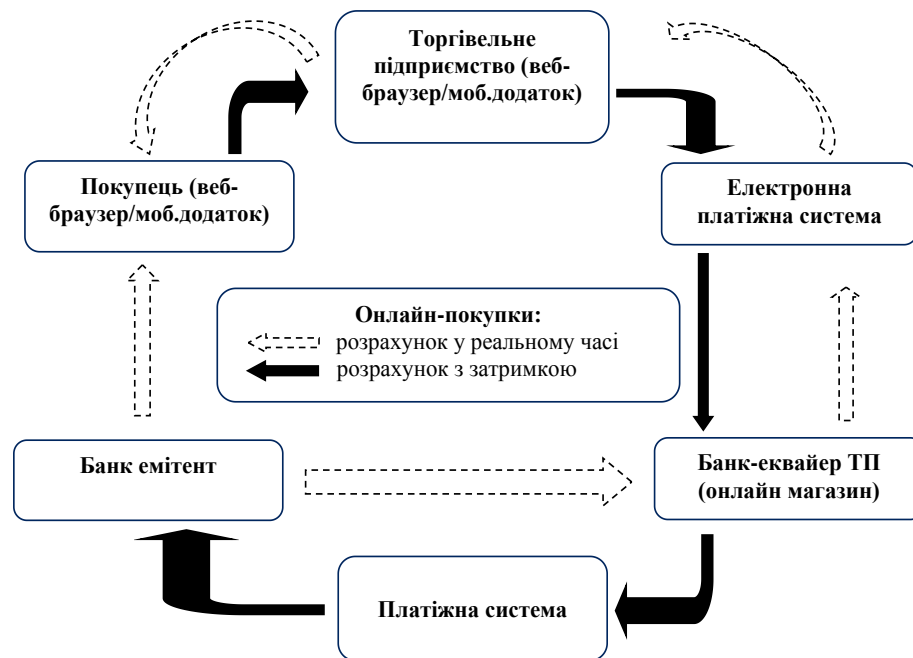 Торгівельне
підприємство (веб-
браузер/моб.додаток)
Покупець (веб-
браузер/моб.додаток)
Електронна
платіжна система
Онлайн-покупки:
розрахунок у реальному часі
розрахунок з затримкою
Банк емітент
Банк-еквайер ТП
(онлайн магазин)
Платіжна система